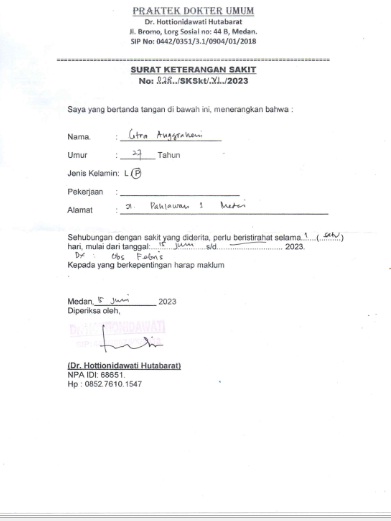 PRAKTEK DOKTER UMUM
Dr. Hottionidawati Hutabarat
Jl. Bromo, Lorg Sosial no: 44 B, Medan.
SIP No: 0442/0351/3.1/0904/01/2018
SURAT KETERANGAN SAKIT
No: 828../SKSkt/.VI../2023
Saya yang bertanda tangan di bawah ini, menerangkan bahwa :
Nama. : Citra Anggraheni
Umur : 27 Tahun
Jenis Kelamin: L (P)
Pekerjaan :
Alamat : Jl. Pahlawan 1 Medan
Sehubungan dengan sakit yang diderita, perlu beristirahat selama 1 (..satu..)
hari, mulai dari tanggal:...15 Juni.....s/d.................... 2023.
Dx : Obs Febris
Kepada yang berkepentingan harap maklum
Medan, 15 Juni 2023
Diperiksa oleh,
(Dr. Hottionidawati Hutabarat)
NPA IDI: 68651.
Hp : 0852.7610.1547